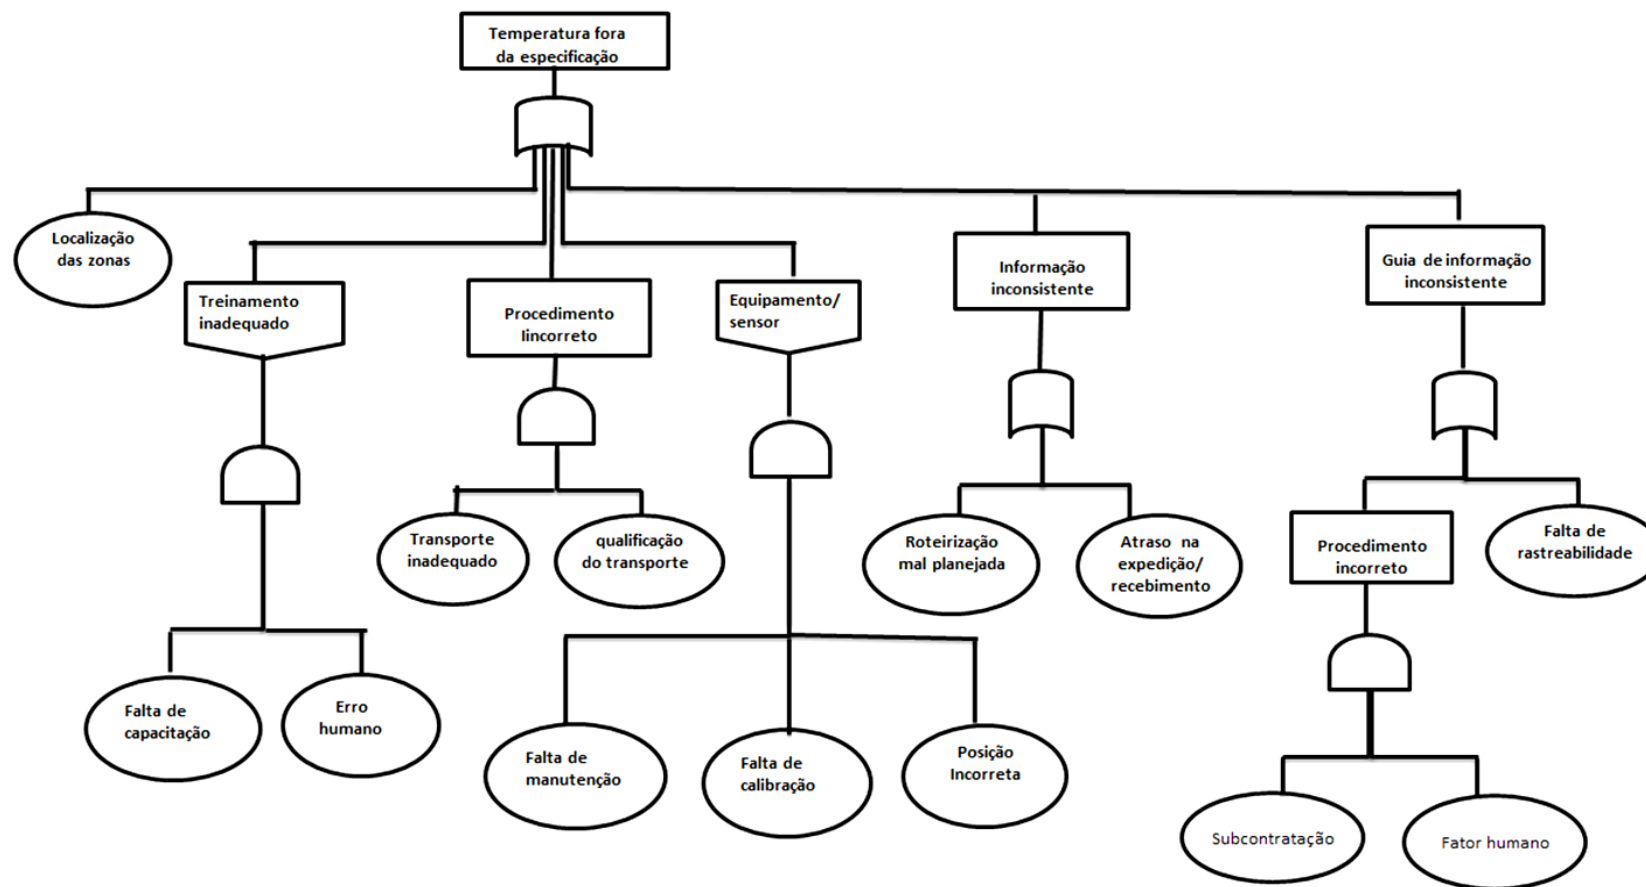 Temperatura fora
da especificação
Localização
das zonas
Treinamento
inadequado
Procedimento
Iincorreto
Equipamento/
sensor
Informação
inconsistente
Guia de informação
inconsistente
Transporte
inadequado
qualificação
do transporte
Roteirização
mal planejada
Atraso na
expedição/
recebimento
Procedimento
incorreto
Falta de
rastreabilidade
Falta de
capacitação
Erro
humano
Falta de
manutenção
Falta de
calibração
Posição
Incorreta
Subcontratação
Fator humano